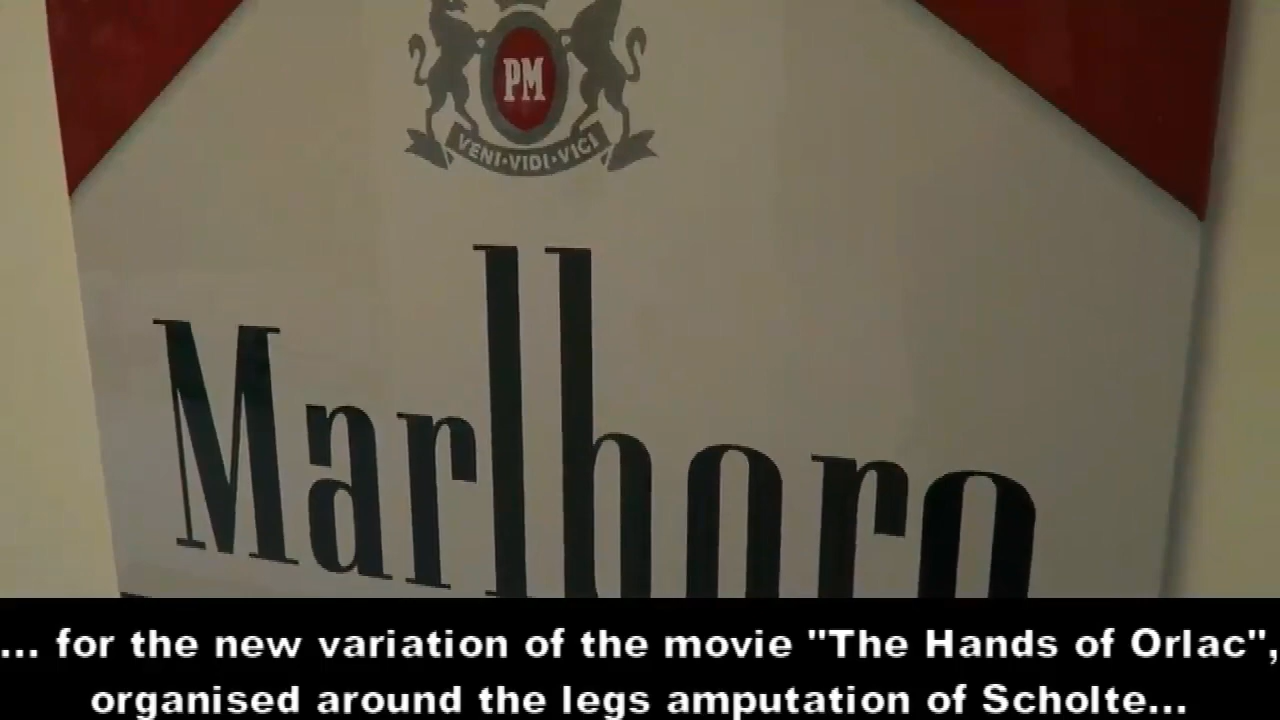 PM
VENI·VIDI·VICI
Marlboro
... for the new variation of the movie "The Hands of Orlac",
organised around the legs amputation of Scholte...